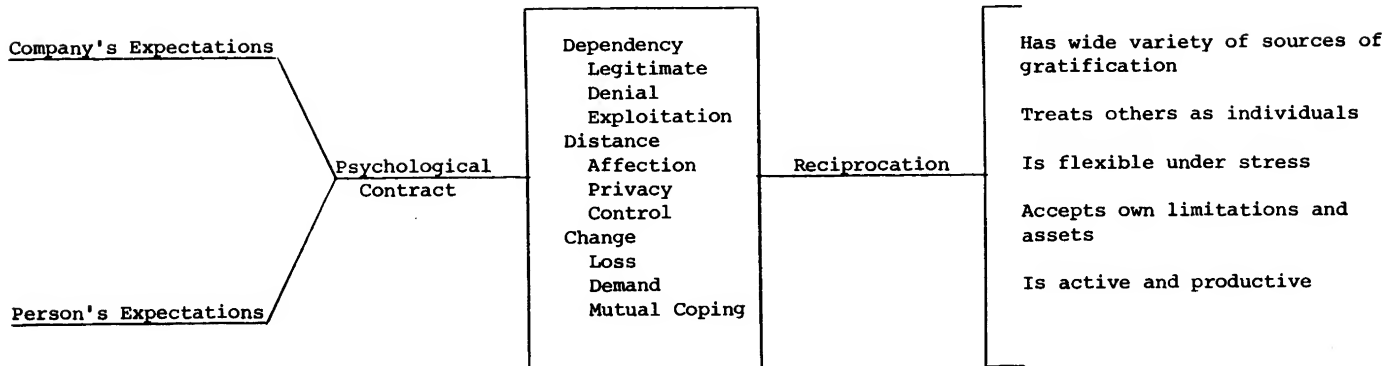 Company's Expectations
Person's Expectations
Psychological
Contract
Dependency
Legitimate
Denial
Exploitation
Distance
Affection
Privacy
Control
Change
Loss
Demand
Mutual Coping
Reciprocation
Has wide variety of sources of
gratification
Treats others as individuals
Is flexible under stress
Accepts own limitations and
assets
Is active and productive